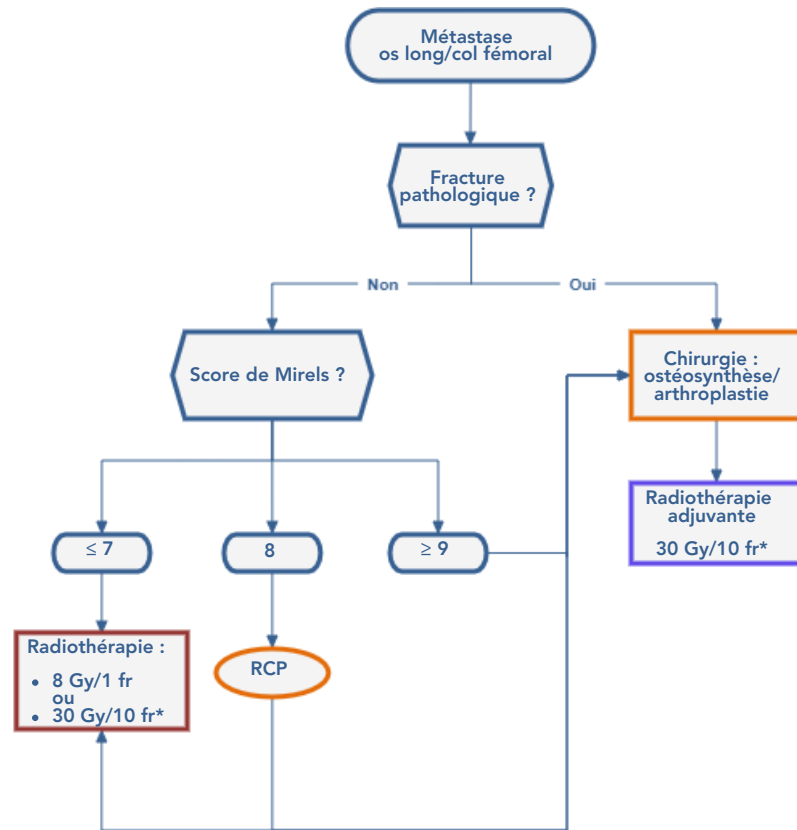 Métastase
os long/col fémoral
Fracture
pathologique ?
Non
Oui
Score de Mirels ?
Chirurgie :
ostéosynthèse/
arthroplastie
Radiothérapie
adjuvante
30 Gy/10 fr*
≤ 7
8
≥ 9
Radiothérapie :
• 8 Gy/1 fr
ou
• 30 Gy/10 fr*
RCP